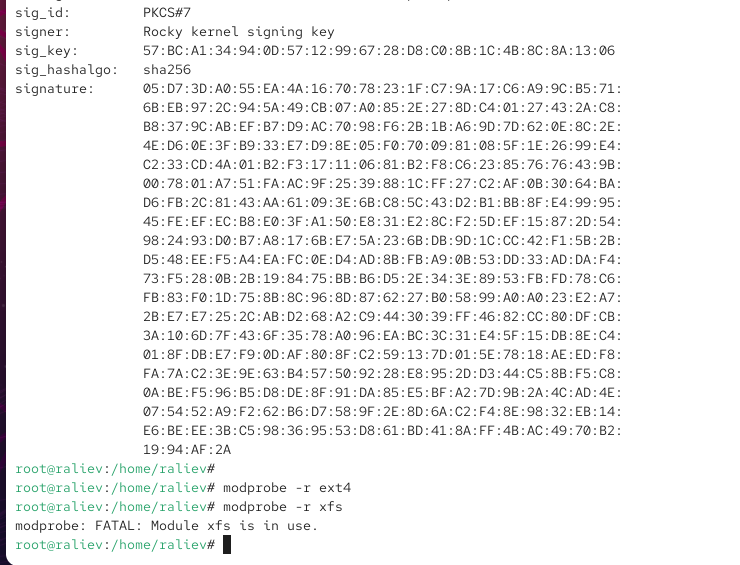 sig_id:         PKCS#7
signer:         Rocky kernel signing key
sig_key:        57:BC:A1:34:94:0D:57:12:99:67:28:D8:C0:8B:1C:4B:8C:8A:13:06
sig_hashalgo:   sha256
signature:      05:D7:3D:A0:55:EA:4A:16:70:78:23:1F:C7:9A:17:C6:A9:9C:B5:71:
                6B:EB:97:2C:94:5A:49:CB:07:A0:85:2E:27:8D:C4:01:27:43:2A:C8:
                B8:37:9C:AB:EF:B7:D9:AC:70:98:F6:2B:1B:A6:9D:7D:62:0E:8C:2E:
                4E:D6:0E:3F:B9:33:E7:D9:8E:05:F0:70:09:81:08:5F:1E:26:99:E4:
                C2:33:CD:4A:01:B2:F3:17:11:06:81:B2:F8:C6:23:85:76:76:43:9B:
                00:78:01:A7:51:FA:AC:9F:25:39:88:1C:FF:27:C2:AF:0B:30:64:BA:
                D6:FB:2C:81:43:AA:61:09:3E:6B:C8:5C:43:D2:B1:BB:8F:E4:99:95:
                45:FE:EF:EC:B8:E0:3F:A1:50:E8:31:E2:8C:F2:5D:EF:15:87:2D:54:
                98:24:93:D0:B7:A8:17:6B:E7:5A:23:6B:DB:9D:1C:CC:42:F1:5B:2B:
                D5:48:EE:F5:A4:EA:FC:0E:D4:AD:8B:FB:A9:0B:53:DD:33:AD:DA:F4:
                73:F5:28:0B:2B:19:84:75:BB:B6:D5:2E:34:3E:89:53:FB:FD:78:C6:
                FB:83:F0:1D:75:8B:8C:96:8D:87:62:27:B0:58:99:A0:A0:23:E2:A7:
                2B:E7:E7:25:2C:AB:D2:68:A2:C9:44:30:39:FF:46:82:CC:80:DF:CB:
                3A:10:6D:7F:43:6F:35:78:A0:96:EA:BC:3C:31:E4:5F:15:DB:8E:C4:
                01:8F:DB:E7:F9:0D:AF:80:8F:C2:59:13:7D:01:5E:78:18:AE:ED:F8:
                FA:7A:C2:3E:9E:63:B4:57:50:92:28:E8:95:2D:D3:44:C5:8B:F5:C8:
                0A:BE:F5:96:B5:D8:DE:8F:91:DA:85:E5:BF:A2:7D:9B:2A:4C:AD:4E:
                07:54:52:A9:F2:62:B6:D7:58:9F:2E:8D:6A:C2:F4:8E:98:32:EB:14:
                E6:BE:EE:3B:C5:98:36:95:53:D8:61:BD:41:8A:FF:4B:AC:49:70:B2:
                19:94:AF:2A
root@raliev:/home/raliev#
root@raliev:/home/raliev# modprobe -r ext4
root@raliev:/home/raliev# modprobe -r xfs
modprobe: FATAL: Module xfs is in use.
root@raliev:/home/raliev#